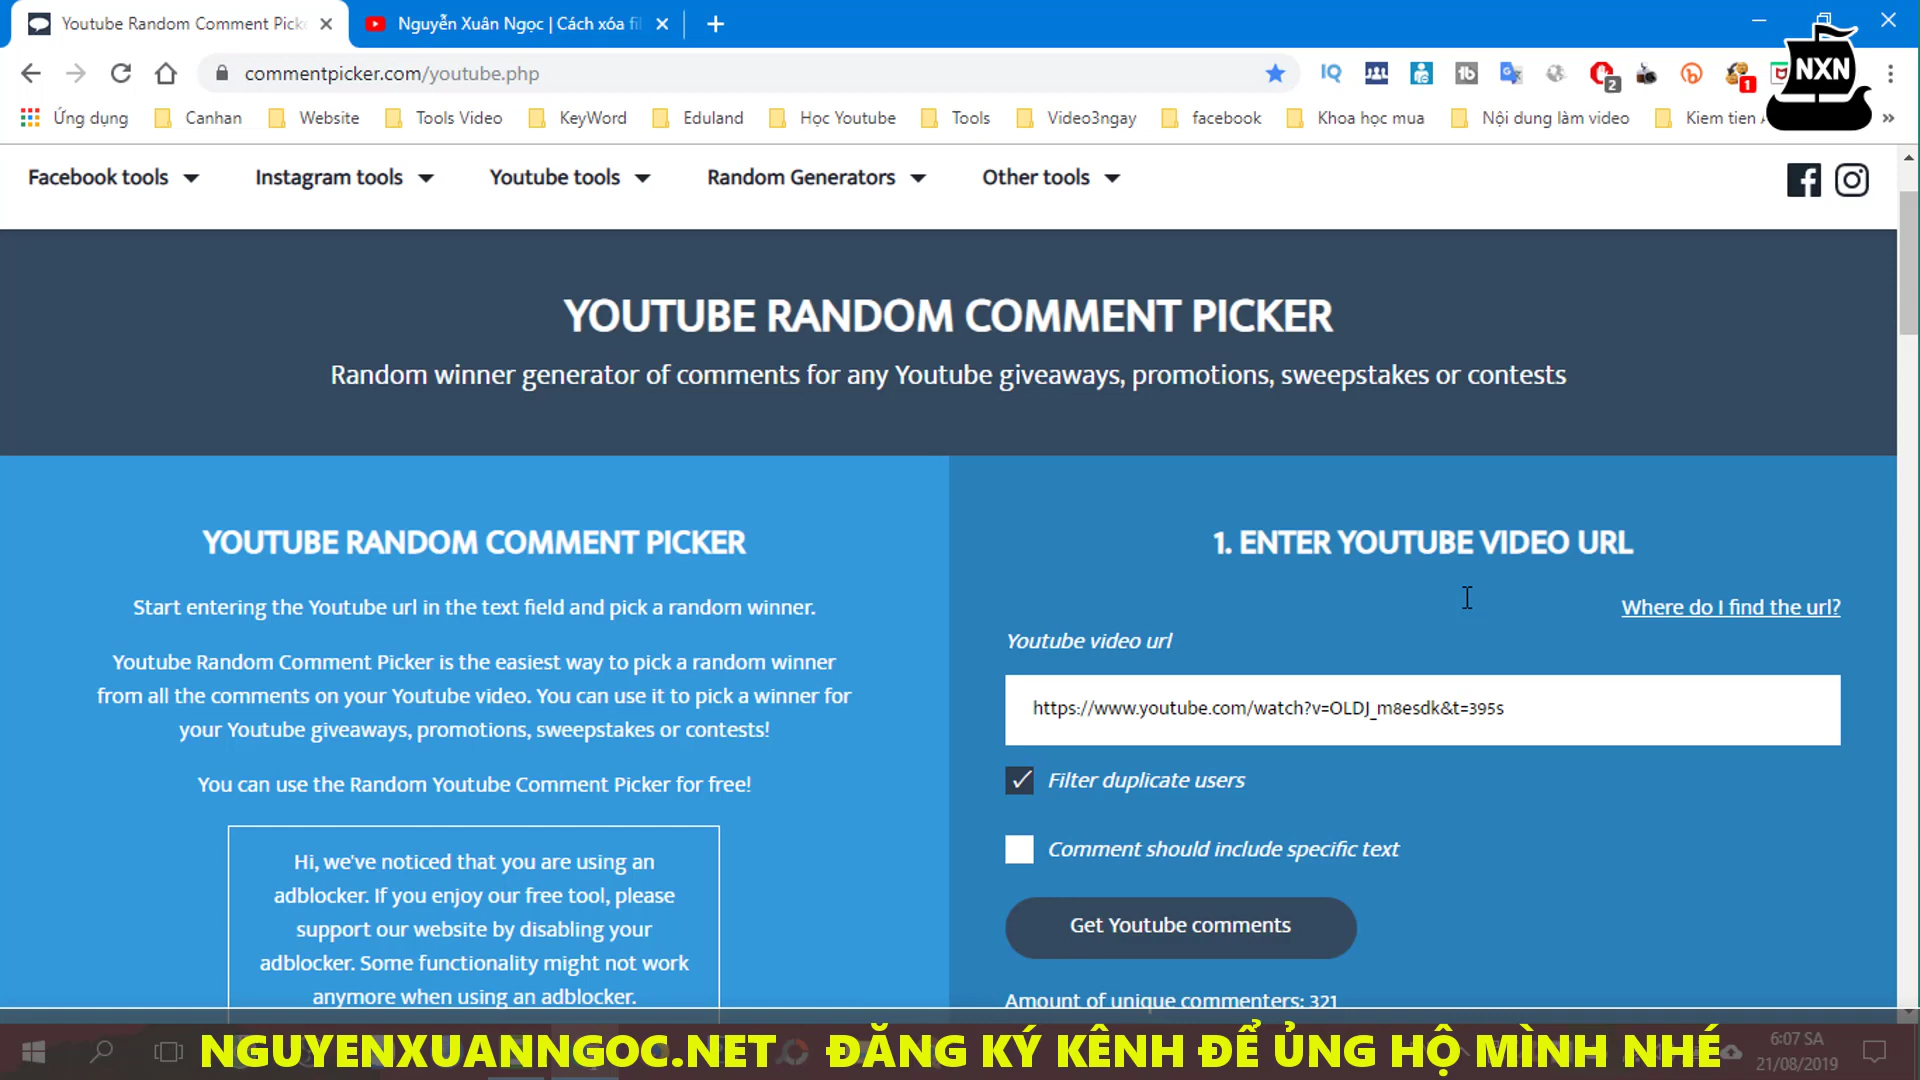 Youtube Random Comment Picke
Nguyễn Xuân Ngọc | Cách xóa fi
commentpicker.com/youtube.php
2
1
NXN
Ứng dụng
Canhan
Website
Tools Video
KeyWord
Eduland
Học Youtube
Tools
Video3ngay
facebook
Khoa học mua
Nội dung làm video
Kiem tien
Facebook tools
Instagram tools
Youtube tools
Random Generators
Other tools
YOUTUBE RANDOM COMMENT PICKER
Random winner generator of comments for any Youtube giveaways, promotions, sweepstakes or contests
YOUTUBE RANDOM COMMENT PICKER
Start entering the Youtube url in the text field and pick a random winner.
Youtube Random Comment Picker is the easiest way to pick a random winner
from all the comments on your Youtube video. You can use it to pick a winner for
your Youtube giveaways, promotions, sweepstakes or contests!
You can use the Random Youtube Comment Picker for free!
Hi, we've noticed that you are using an
adblocker. If you enjoy our free tool, please
support our website by disabling your
adblocker. Some functionality might not work
anymore when using an adblocker.
1. ENTER YOUTUBE VIDEO URL
Where do I find the url?
Youtube video url
https://www.youtube.com/watch?v=OLDJ_m8esdk&t=395s
Filter duplicate users
Comment should include specific text
Get Youtube comments
Amount of unique commenters: 321
NGUYENXUANNGOC.NET ĐĂNG KÝ KÊNH ĐỂ ỦNG HỘ MÌNH NHÉ
6:07 SA
21/08/2019